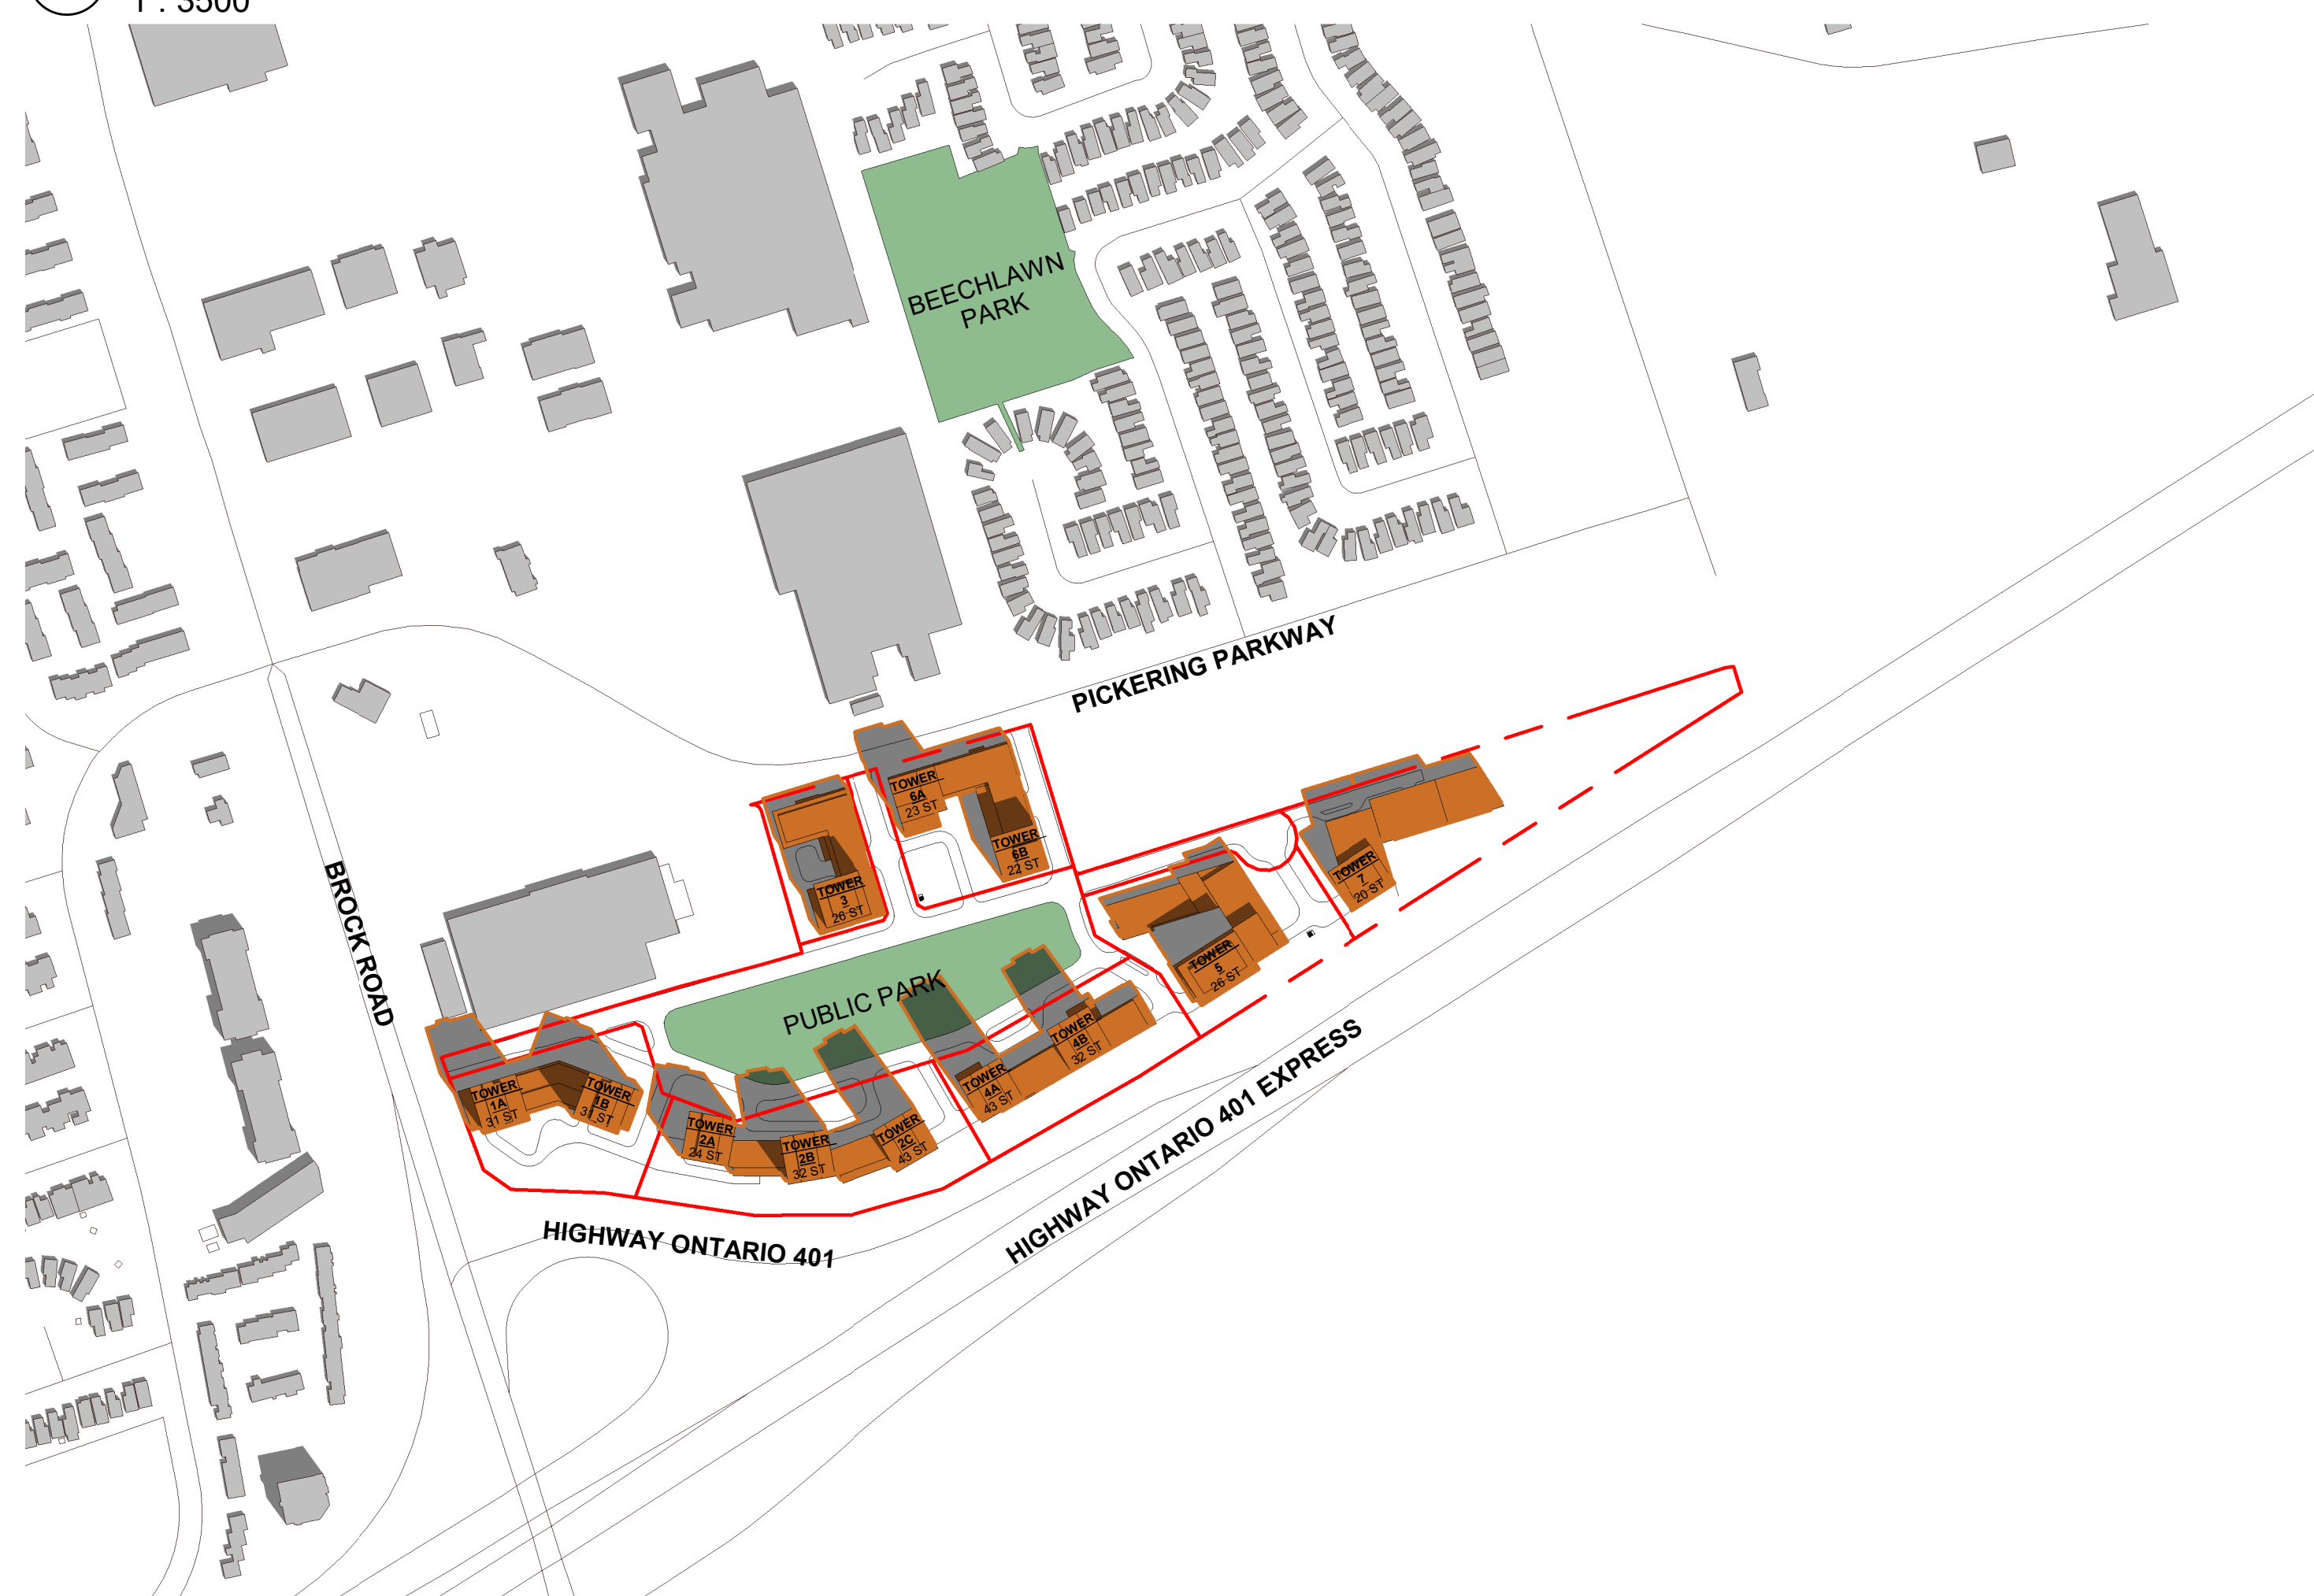 1 : 3500
BEECHLAWN
PARK
PICKERING PARKWAY
TOWER
6A
23 ST
TOWER
6B
22 ST
TOWER
3
26 ST
TOWER
7
20 ST
TOWER
5
26 ST
BROCK ROAD
PUBLIC PARK
TOWER
4B
32 ST
TOWER
4A
43 ST
TOWER
1A
31 ST
TOWER
1B
31 ST
TOWER
2A
24 ST
TOWER
2B
32 ST
TOWER
2C
43 ST
HIGHWAY ONTARIO 401
HIGHWAY ONTARIO 401 EXPRESS